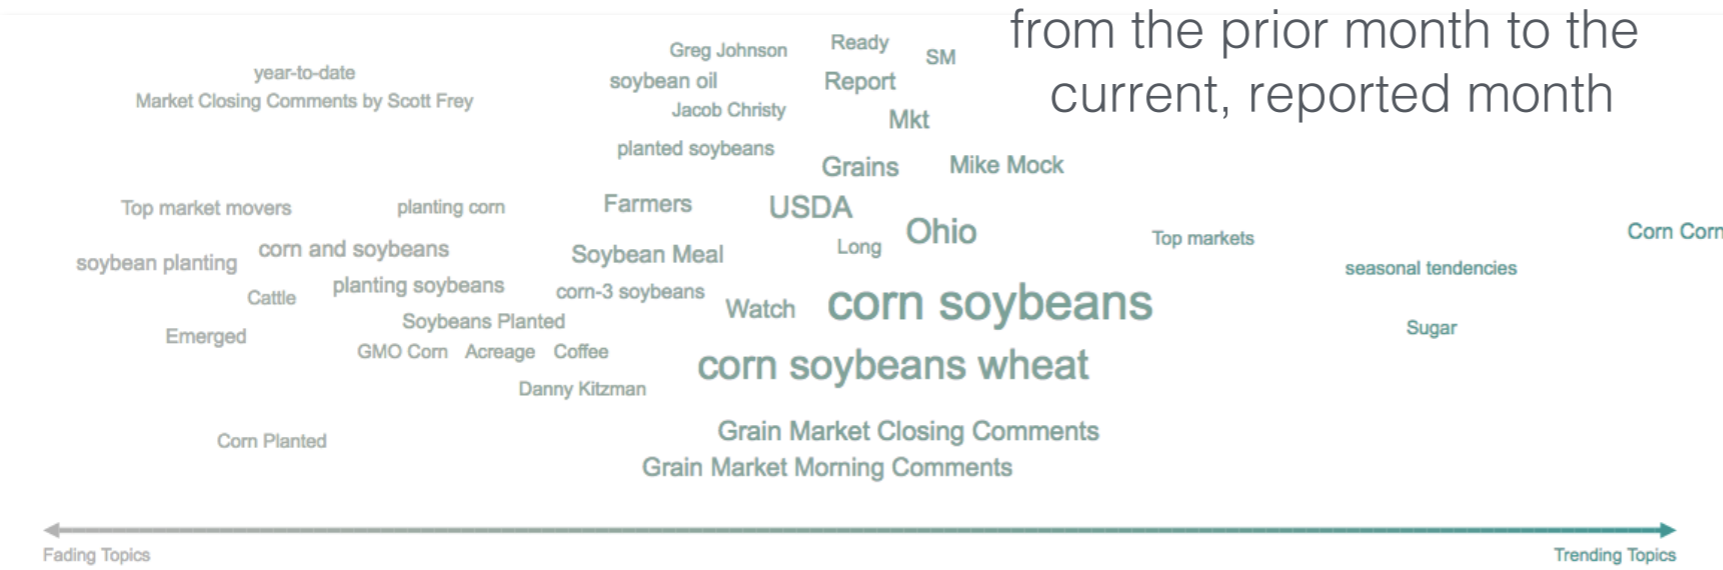 from the prior month to the
current, reported month
Greg Johnson
Ready
SM
year-to-date
soybean oil
Report
Market Closing Comments by Scott Frey
Jacob Christy
Mkt
planted soybeans
Grains
Mike Mock
Top market movers
planting corn
Farmers
USDA
Ohio
Corn Corn
Top markets
corn and soybeans
Soybean Meal
Long
soybean planting
seasonal tendencies
planting soybeans
corn-3 soybeans
Cattle
Watch
corn soybeans
Soybeans Planted
Sugar
Emerged
GMO Corn
Acreage
Coffee
corn soybeans wheat
Danny Kitzman
Grain Market Closing Comments
Corn Planted
Grain Market Morning Comments
Fading Topics
Trending Topics